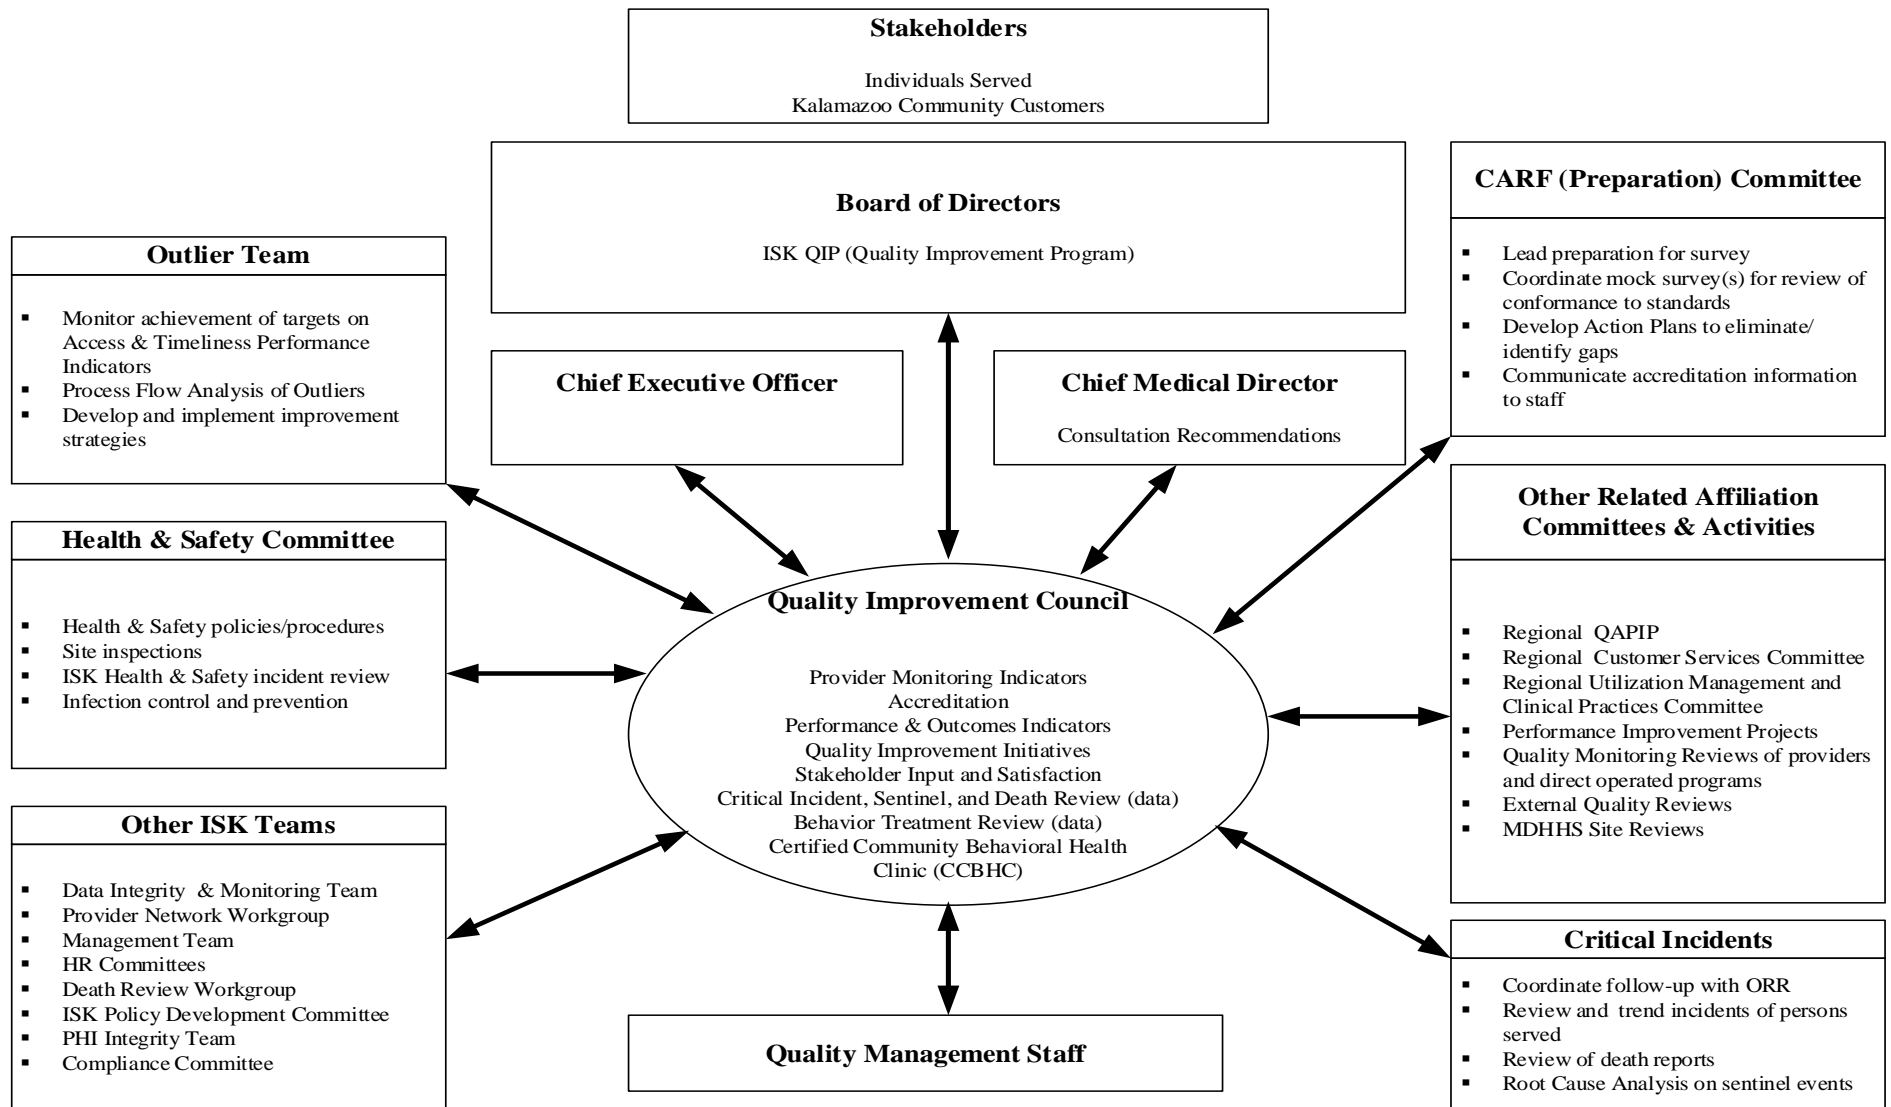 Stakeholders
Individuals Served
Kalamazoo Community Customers
Board of Directors
ISK QIP (Quality Improvement Program)
Chief Executive Officer
Chief Medical Director
Consultation Recommendations
Outlier Team
▪ Monitor achievement of targets on
Access & Timeliness Performance
Indicators
▪ Process Flow Analysis of Outliers
▪ Develop and implement improvement
strategies
Health & Safety Committee
▪ Health & Safety policies/procedures
▪ Site inspections
▪ ISK Health & Safety incident review
▪ Infection control and prevention
Other ISK Teams
▪ Data Integrity & Monitoring Team
▪ Provider Network Workgroup
▪ Management Team
▪ HR Committees
▪ Death Review Workgroup
▪ ISK Policy Development Committee
▪ PHI Integrity Team
▪ Compliance Committee
Quality Improvement Council
Provider Monitoring Indicators
Accreditation
Performance & Outcomes Indicators
Quality Improvement Initiatives
Stakeholder Input and Satisfaction
Critical Incident, Sentinel, and Death Review (data)
Behavior Treatment Review (data)
Certified Community Behavioral Health
Clinic (CCBHC)
Quality Management Staff
CARF (Preparation) Committee
▪ Lead preparation for survey
▪ Coordinate mock survey(s) for review of
conformance to standards
▪ Develop Action Plans to eliminate/
identify gaps
▪ Communicate accreditation information
to staff
Other Related Affiliation
Committees & Activities
▪ Regional QAPIP
▪ Regional Customer Services Committee
▪ Regional Utilization Management and
Clinical Practices Committee
▪ Performance Improvement Projects
▪ Quality Monitoring Reviews of providers
and direct operated programs
▪ External Quality Reviews
▪ MDHHS Site Reviews
Critical Incidents
▪ Coordinate follow-up with ORR
▪ Review and trend incidents of persons
served
▪ Review of death reports
▪ Root Cause Analysis on sentinel events